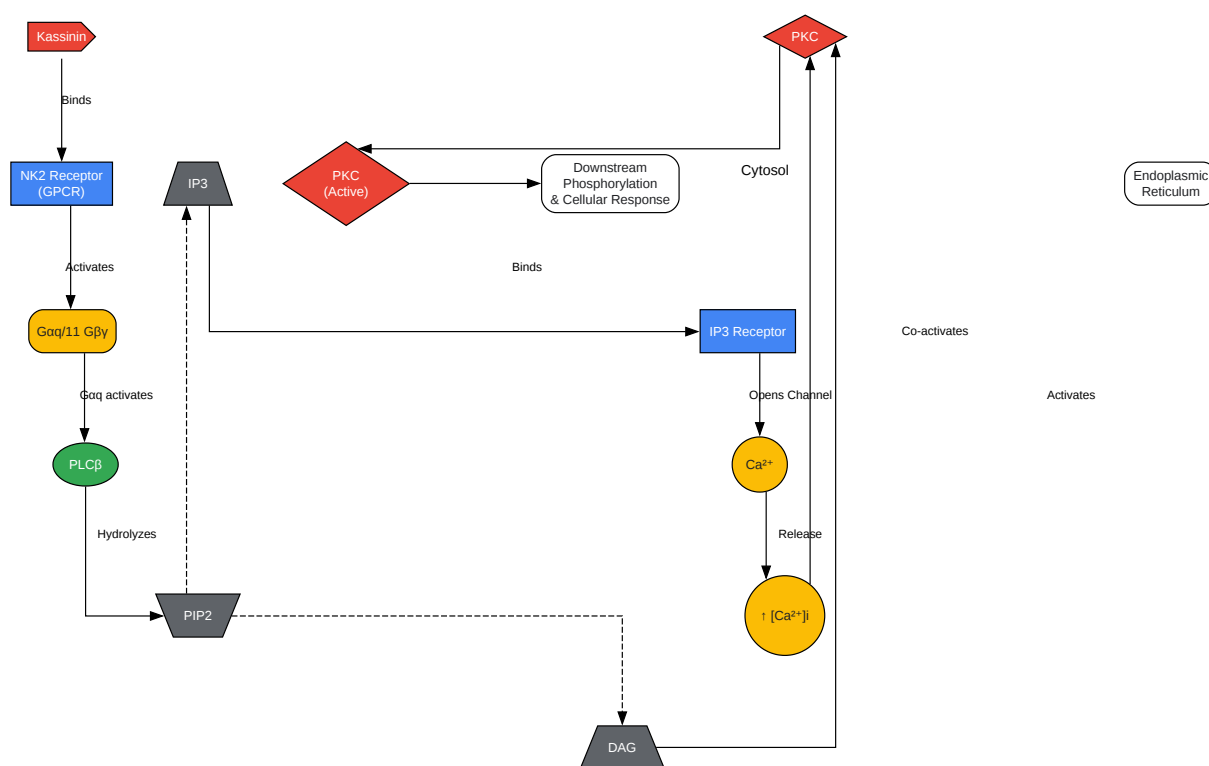 Kassinin
PKC
Binds
NK2 Receptor
(GPCR)
IP3
PKC
(Active)
Downstream
Phosphorylation
& Cellular Response
Cytosol
Endoplasmic
Reticulum
Activates
Binds
Gαq/11 Gβγ
IP3 Receptor
Co-activates
Gαq activates
Opens Channel
Activates
PLCβ
Ca²⁺
Hydrolyzes
Release
PIP2
↑ [Ca²⁺]i
DAG